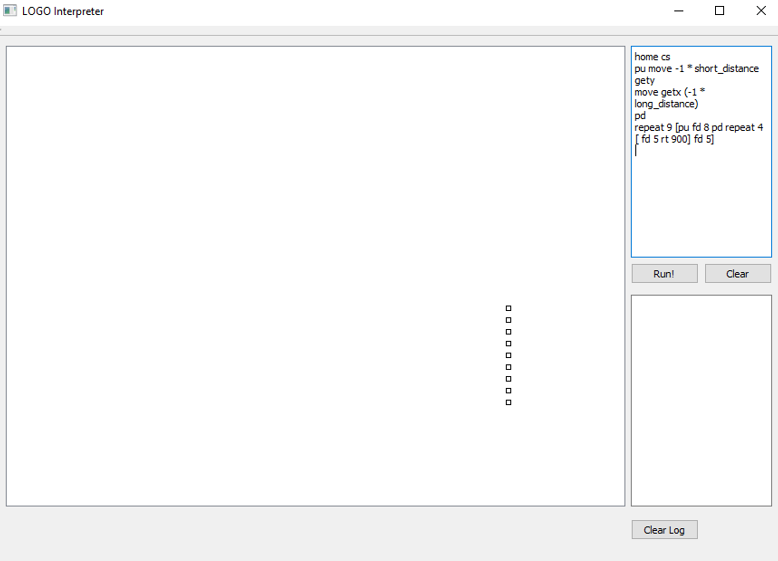 LOGO Interpreter
home cs
pu move -1 * short_distance
gety
move getx (-1 *
long_distance)
pd
repeat 9 [pu fd 8 pd repeat 4
[ fd 5 rt 900] fd 5]
Run!
Clear
Clear Log